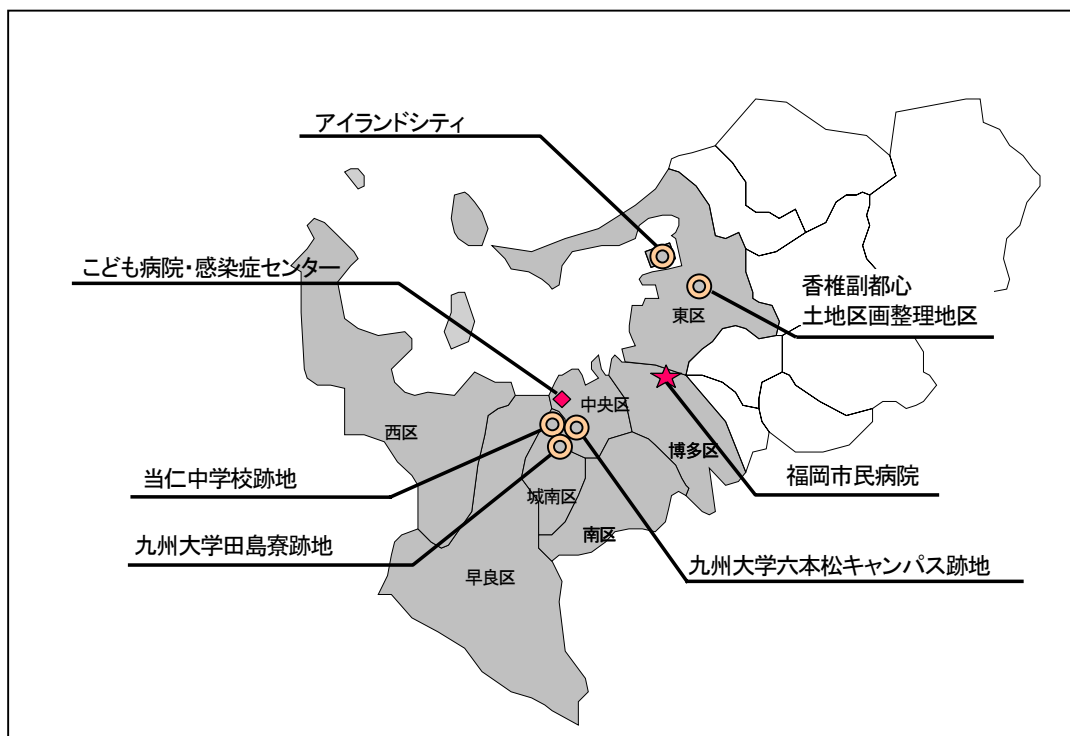 アイランドシティ
こども病院・感染症センター
香椎副都心
土地区画整理地区
東区
中央区
西区
博多区
当仁中学校跡地
福岡市民病院
城南区
南区
九州大学田島寮跡地
九州大学六本松キャンパス跡地
早良区